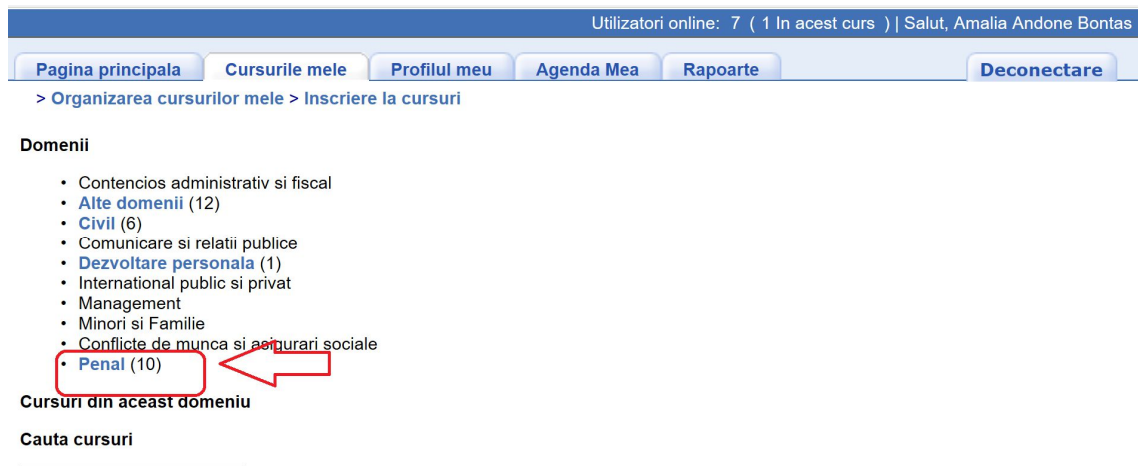 Utilizatori online: 7 ( 1 In acest curs ) | Salut, Amalia Andone Bontas
Pagina principala Cursurile mele Profilul meu Agenda Mea Rapoarte Deconectare
> Organizarea cursurilor mele > Inscriere la cursuri
Domenii
• Contencios administrativ si fiscal
• Alte domenii (12)
• Civil (6)
• Comunicare si relatii publice
• Dezvoltare personala (1)
• International public si privat
• Management
• Minori si Familie
• Conflicte de munca si asigurari sociale
• Penal (10)
Cursuri din aceast domeniu
Cauta cursuri